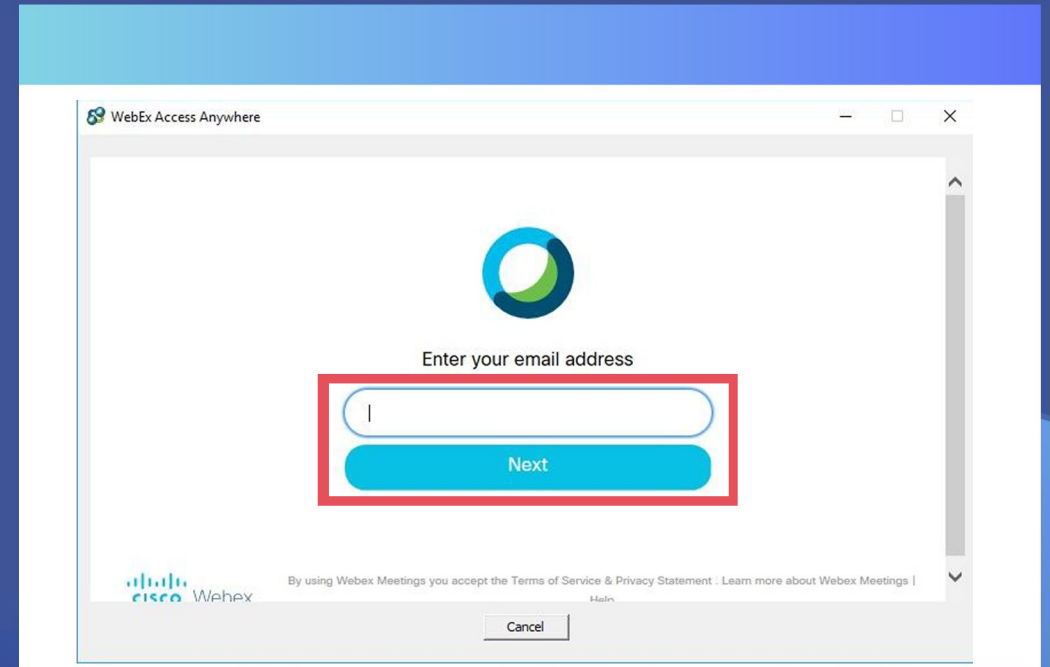 WebEx Access Anywhere
Enter your email address
Next
cisco Webex
By using Webex Meetings you accept the Terms of Service & Privacy Statement . Learn more about Webex Meetings |
Help
Cancel